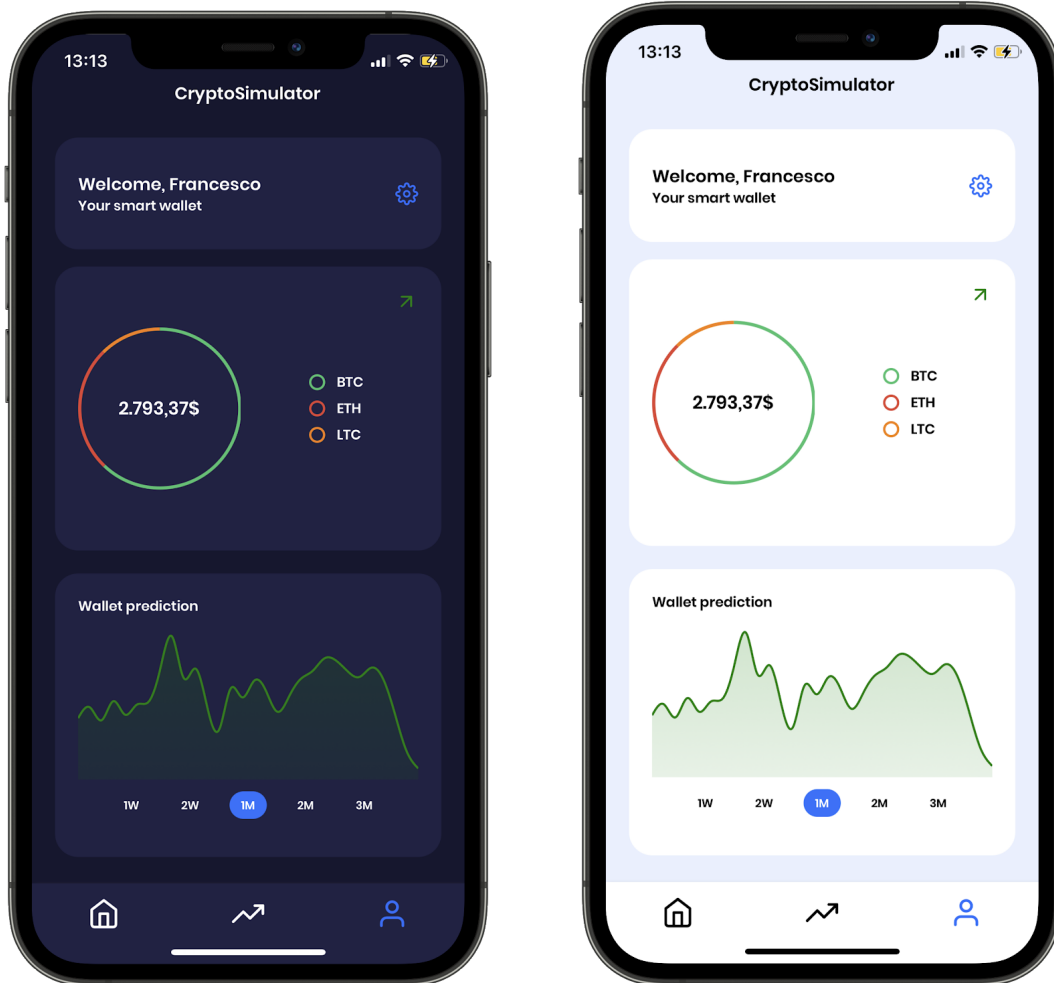 13:13
CryptoSimulator
Welcome, Francesco
Your smart wallet
2.793,37$
BTC
ETH
LTC
Wallet prediction
1W 2W 1M 2M 3M
13:13
CryptoSimulator
Welcome, Francesco
Your smart wallet
2.793,37$
BTC
ETH
LTC
Wallet prediction
1W 2W 1M 2M 3M